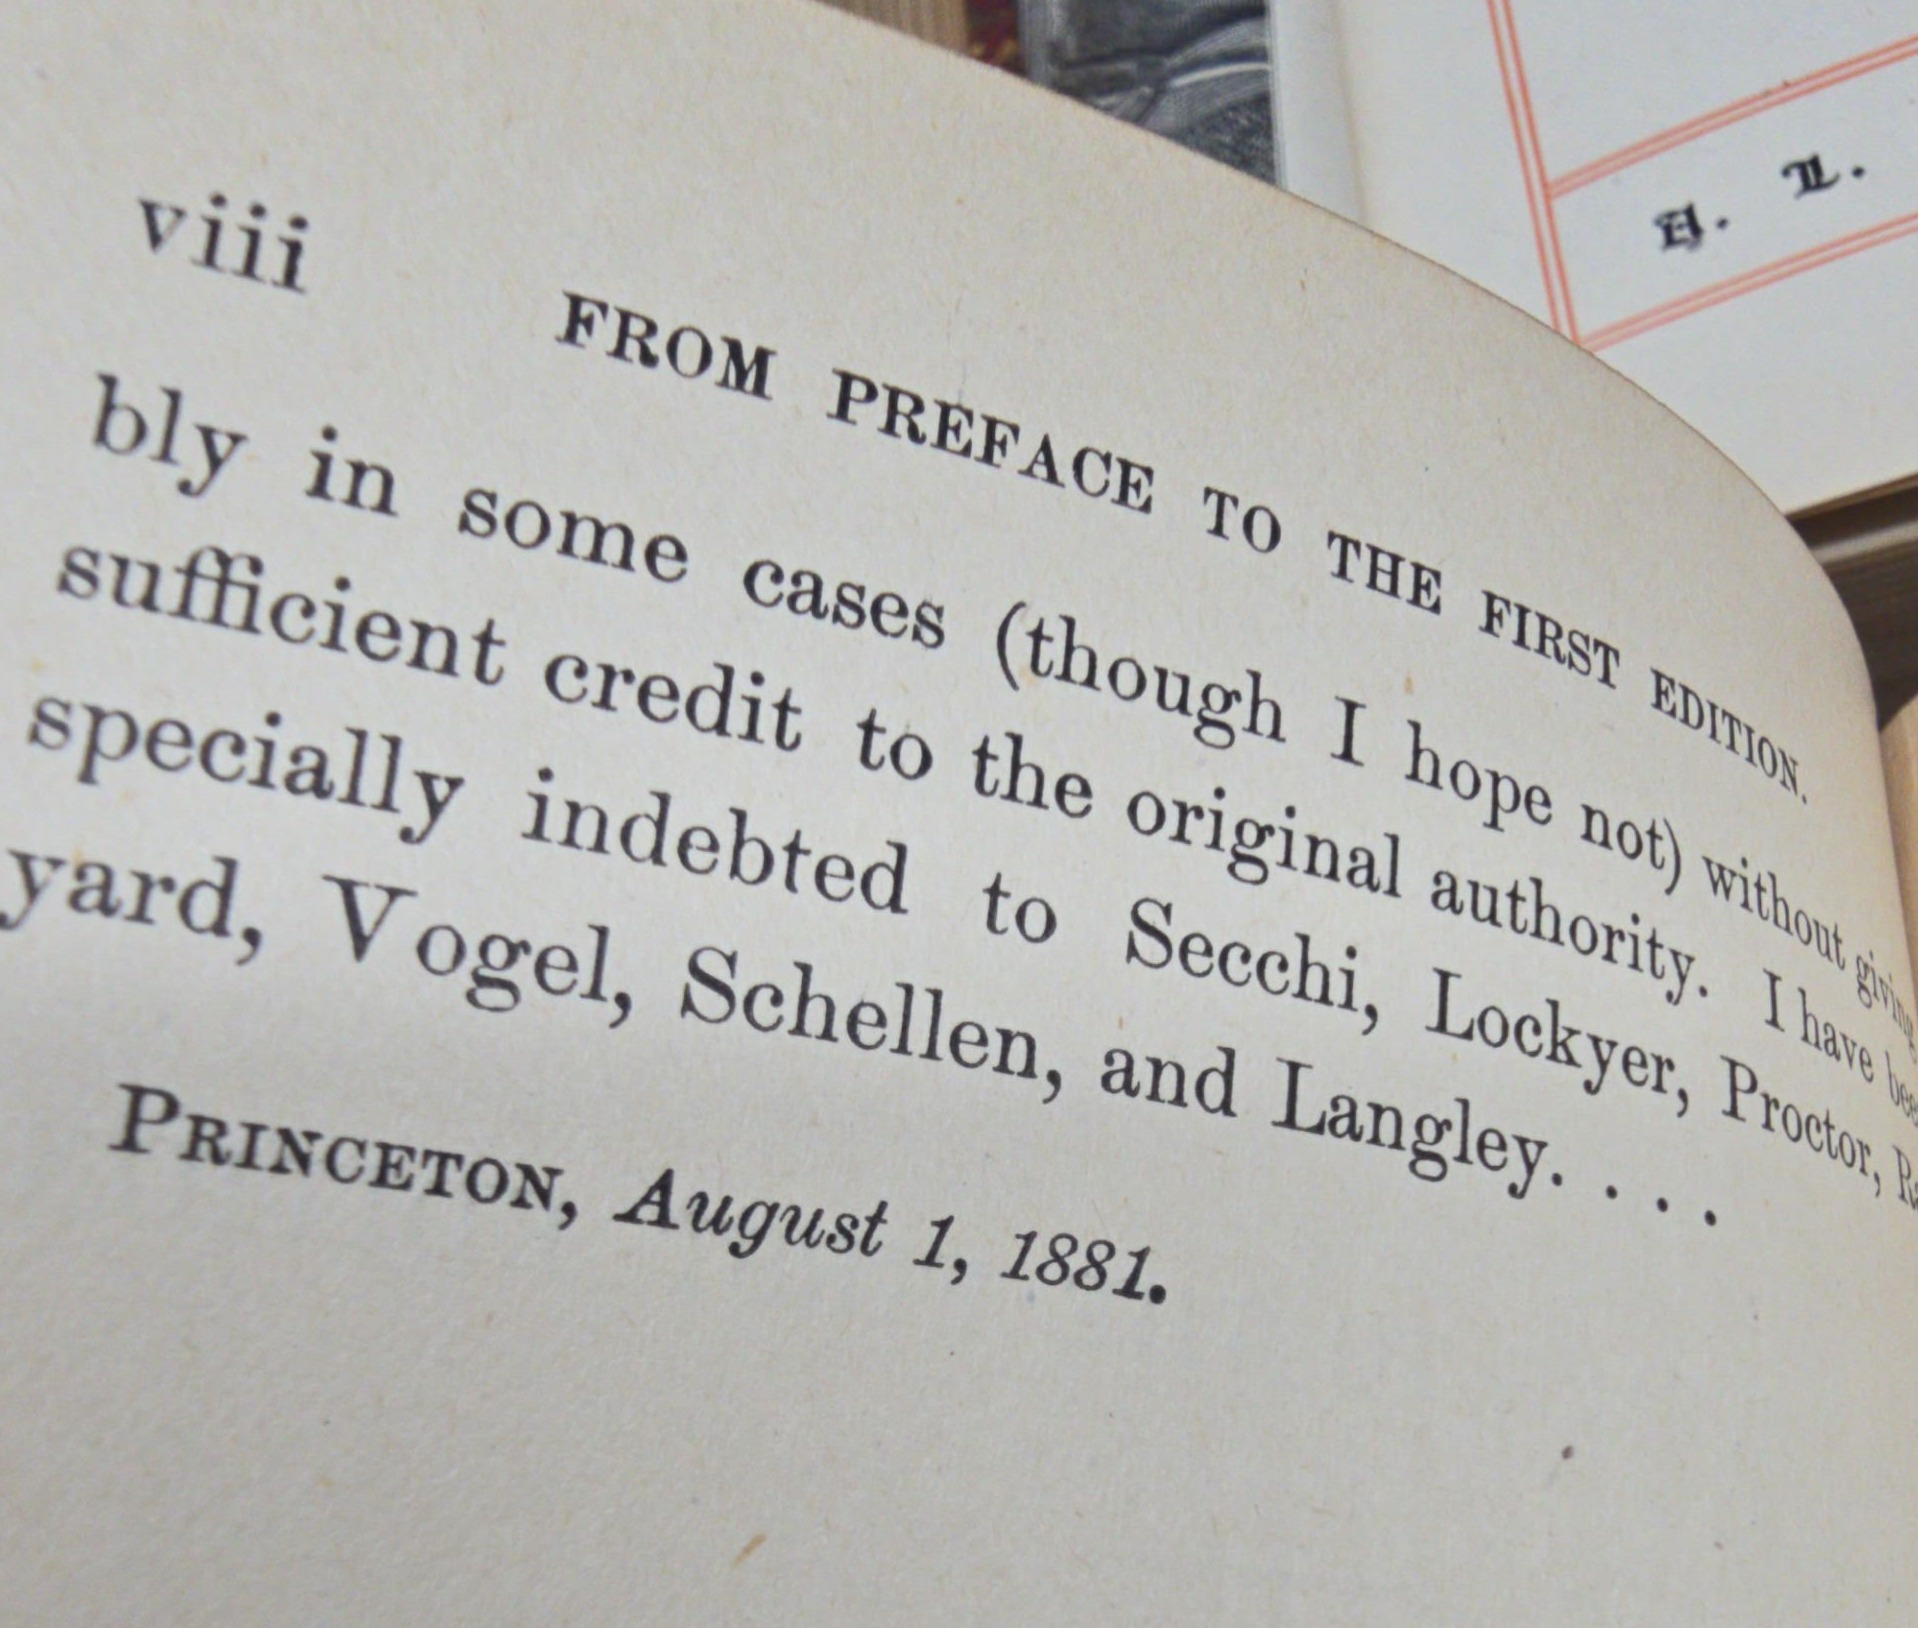 viii
FROM PREFACE TO THE FIRST EDITION.
bly in some cases (though I hope not) without giving
sufficient credit to the original authority. I have bee
specially indebted to Secchi, Lockyer, Proctor, Ra
yard, Vogel, Schellen, and Langley. . . .
PRINCETON, August 1, 1881.